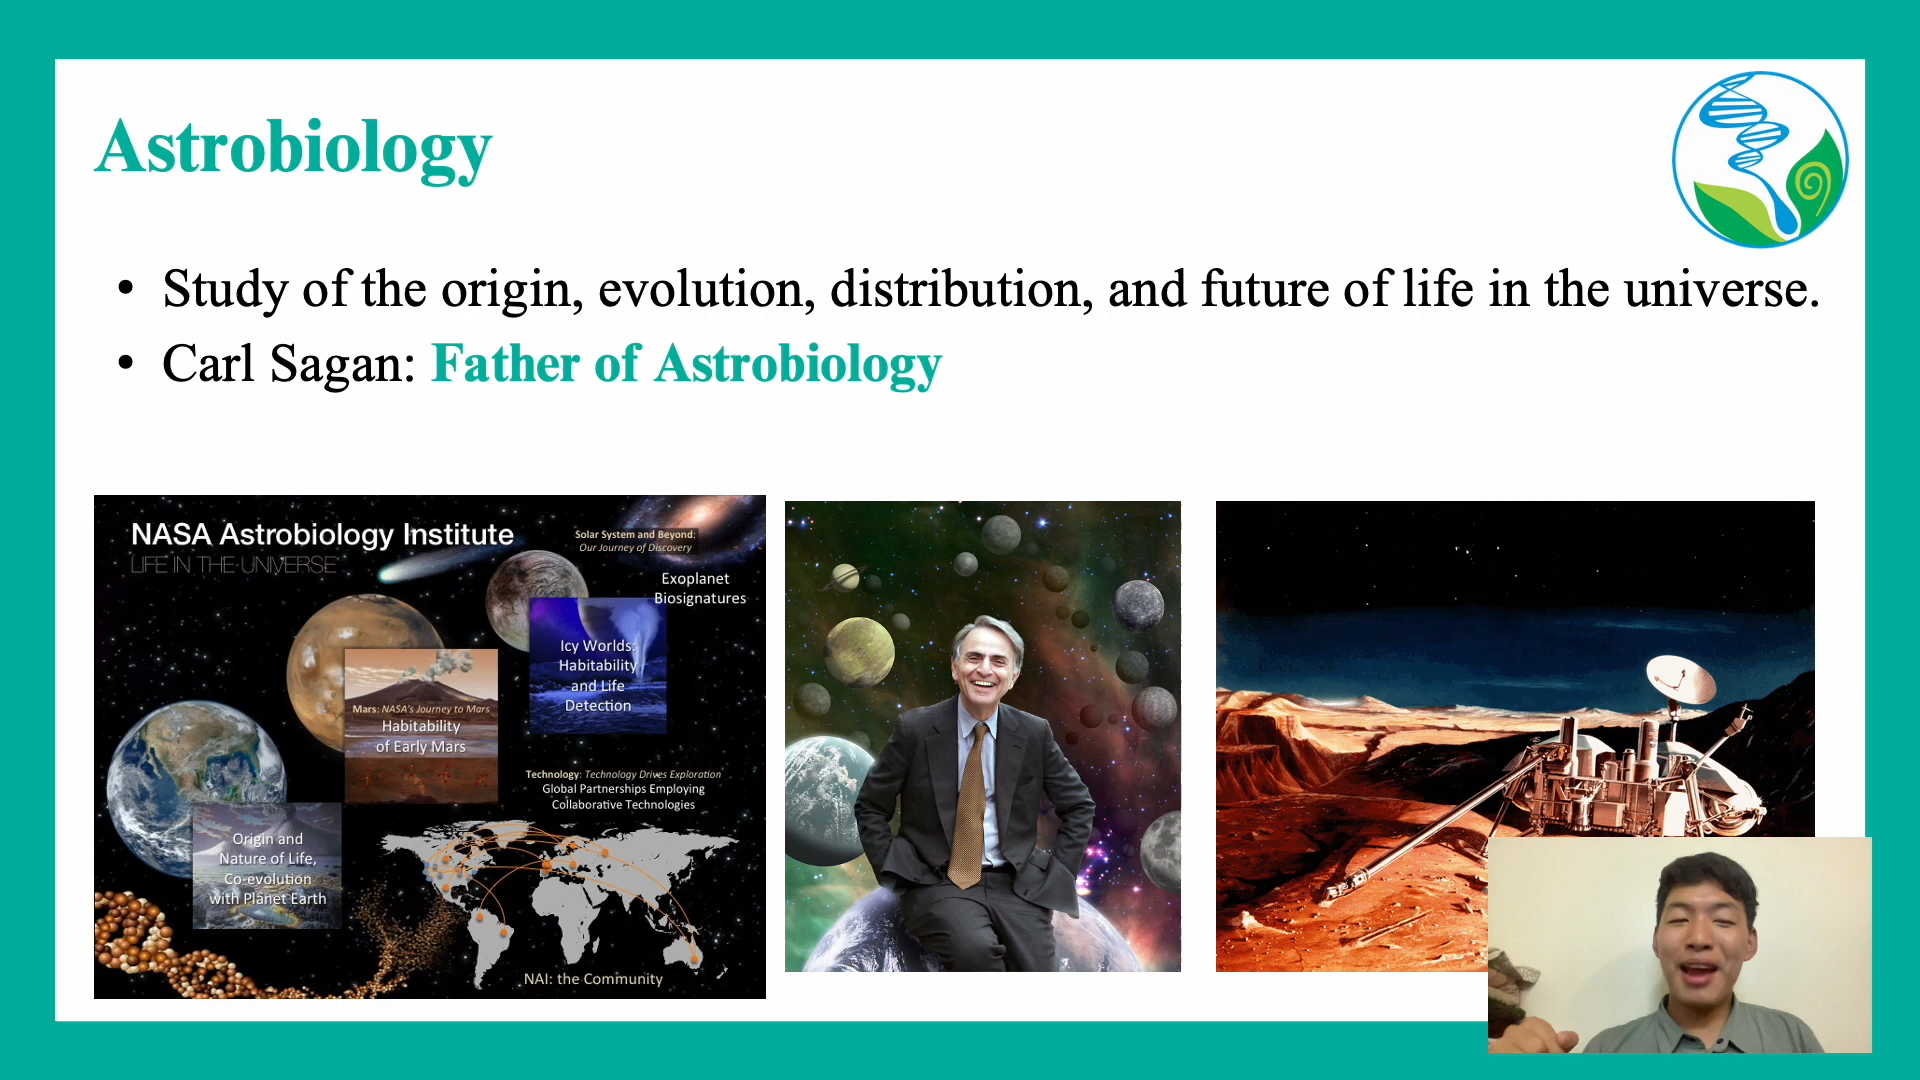 Astrobiology
• Study of the origin, evolution, distribution, and future of life in the universe.
• Carl Sagan: Father of Astrobiology
NASA Astrobiology Institute
LIFE IN THE UNIVERSE
Solar System and Beyond:
Our Journey of Discovery
Exoplanet
Biosignatures
Icy Worlds:
Habitability
and Life
Detection
Mars: NASA's Journey to Mars
Habitability
of Early Mars
Technology: Technology Drives Exploration
Global Partnerships Employing
Collaborative Technologies
Origin and
Nature of Life,
Co-evolution
with Planet Earth
NAI: the Community